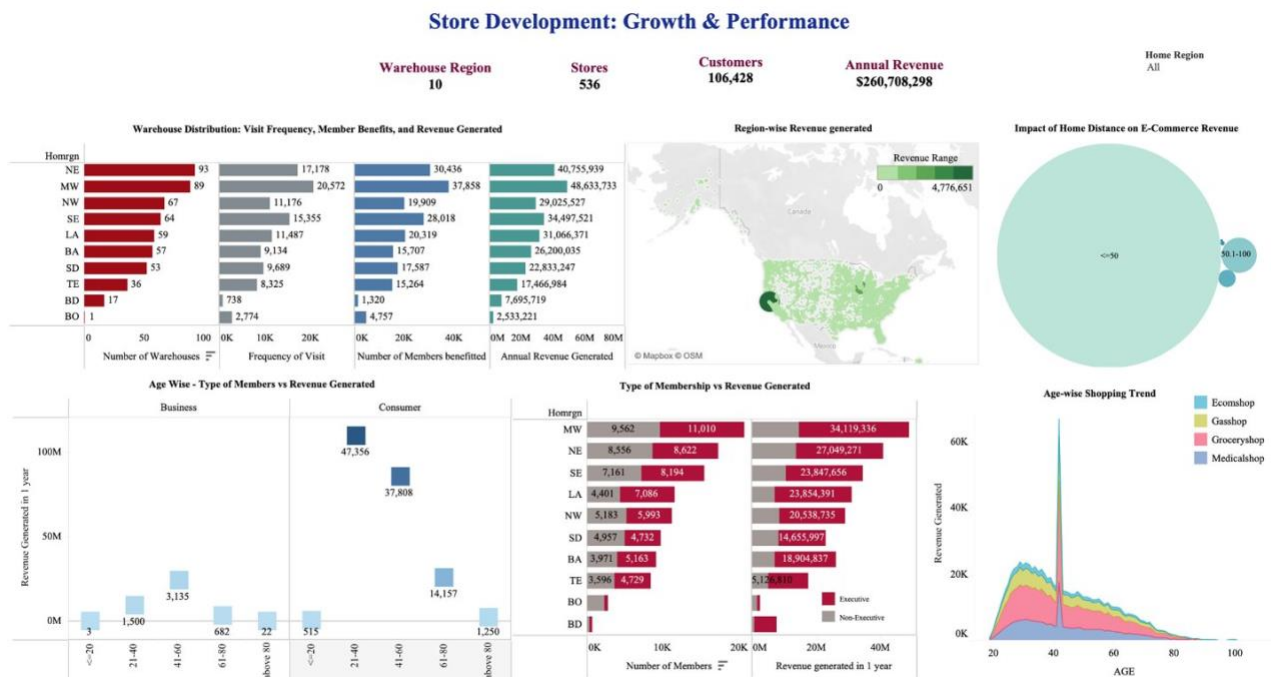 Store Development: Growth & Performance
Warehouse Region
10
Stores
536
Customers
106,428
Annual Revenue
$260,708,298
Home Region
All
Warehouse Distribution: Visit Frequency, Member Benefits, and Revenue Generated
Homrgn
NE 93 17,178 30,436 40,755,939
MW 89 20,572 37,858 48,633,733
NW 67 11,176 19,909 29,025,527
SE 64 15,355 28,018 34,497,521
LA 59 11,487 20,319 31,066,371
BA 57 9,134 15,707 26,200,035
SD 53 9,689 17,587 22,833,247
TE 36 8,325 15,264 17,466,984
BD 17 738 1,320 7,695,719
BO 1 2,774 4,757 2,533,221
0 50 100 0K 10K 20K 0K 20K 40K 0M 20M 40M 60M 80M
Number of Warehouses Frequency of Visit Number of Members benefitted Annual Revenue Generated
Region-wise Revenue generated
Revenue Range
0 4,776,651
Canada
Mexico
© Mapbox © OSM
Impact of Home Distance on E-Commerce Revenue
<=50
50.1-100
Age Wise - Type of Members vs Revenue Generated
Business Consumer
Revenue Generated in 1 year
100M
50M
0M
47,356
37,808
3,135
14,157
1,500
3 682 22 515 1,250
<=20 21-40 41-60 61-80 above 80 <=20 21-40 41-60 61-80 above 80
Type of Membership vs Revenue Generated
Homrgn
MW 9,562 11,010 34,119,336
NE 8,556 8,622 27,049,271
SE 7,161 8,194 23,847,656
LA 4,401 7,086 23,854,391
NW 5,183 5,993 20,538,735
SD 4,957 4,732 14,655,997
BA 3,971 5,163 18,904,837
TE 3,596 4,729 5,126,810
BO
BD
Executive
Non-Executive
0K 10K 20K 0M 20M 40M
Number of Members Revenue generated in 1 year
Age-wise Shopping Trend
Ecomshop
Gasshop
Groceryshop
Medicalshop
Revenue Generated
60K
40K
20K
0K
20 40 60 80 100
AGE